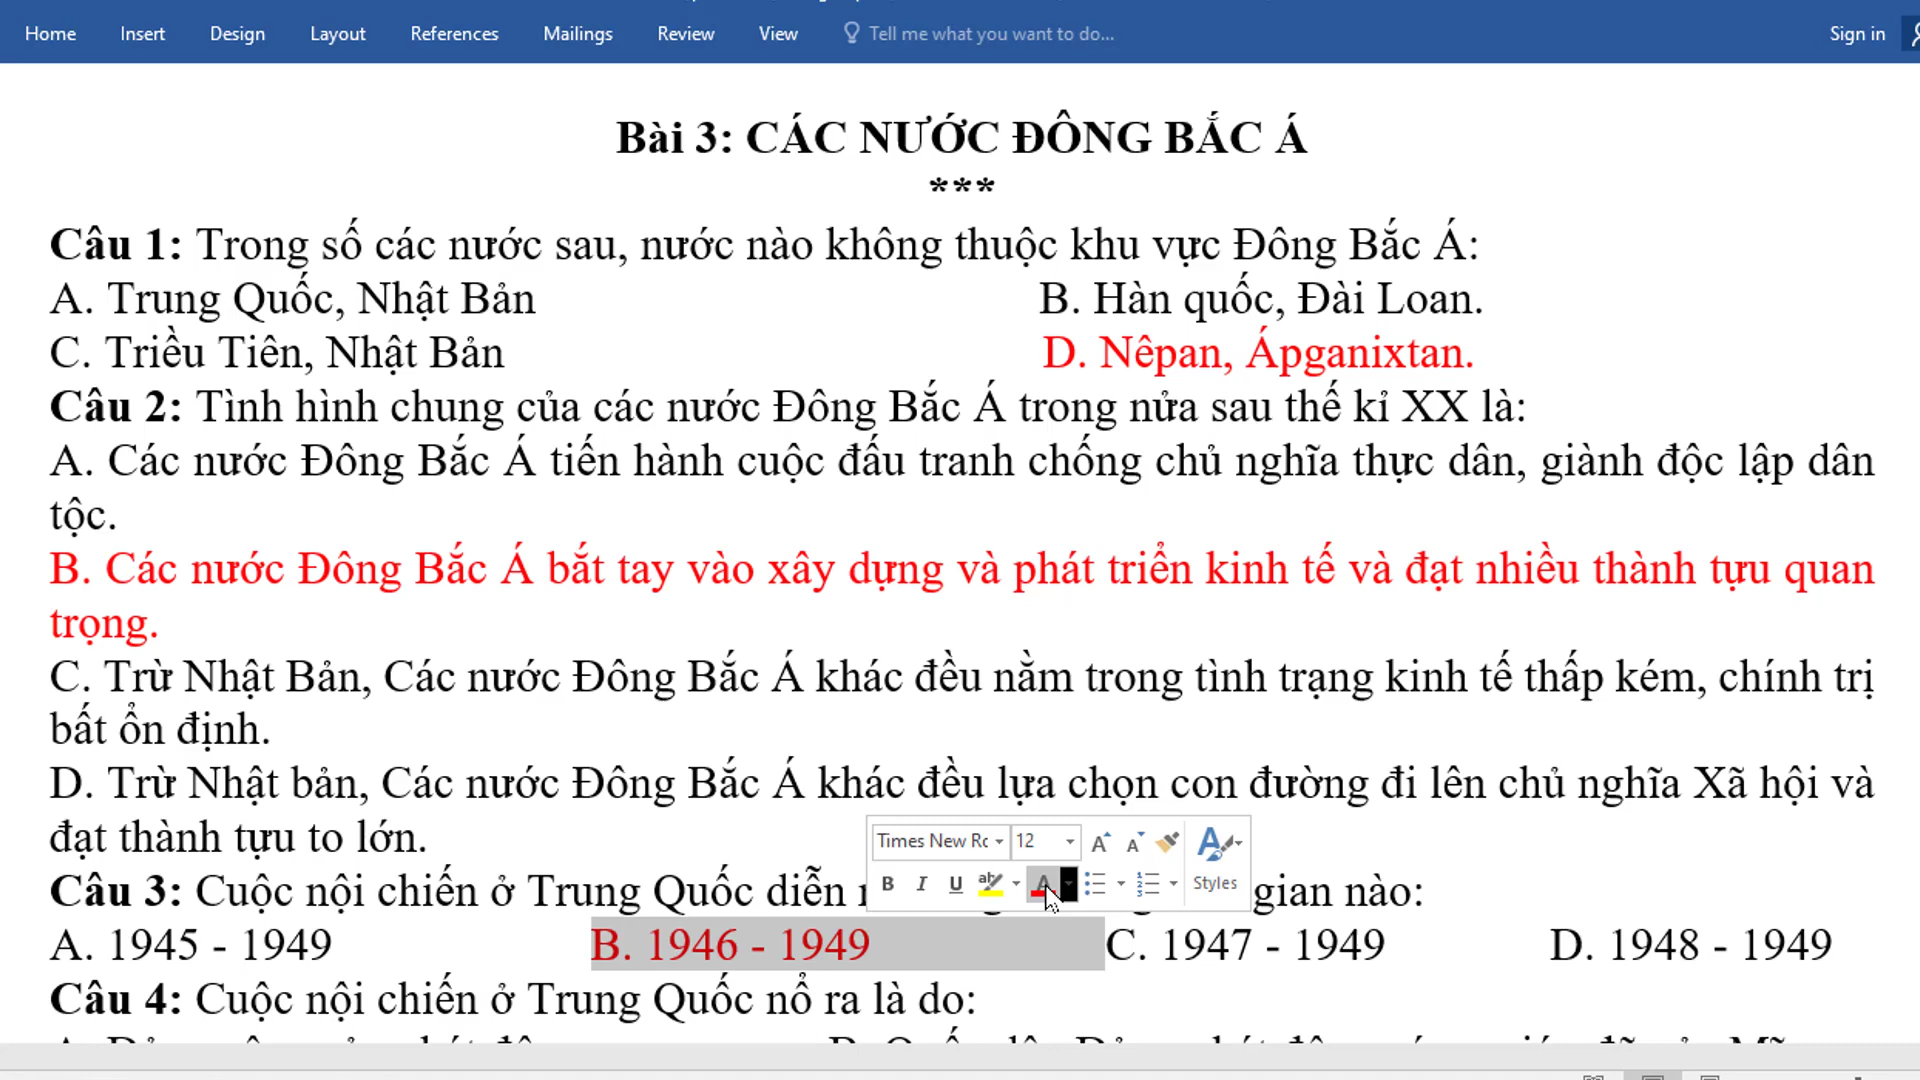 Home Insert Design Layout References Mailings Review View Tell me what you want to do... Sign in
Bài 3: CÁC NƯỚC ĐÔNG BẮC Á
***
Câu 1: Trong số các nước sau, nước nào không thuộc khu vực Đông Bắc Á:
A. Trung Quốc, Nhật Bản B. Hàn quốc, Đài Loan.
C. Triều Tiên, Nhật Bản D. Nêpan, Ápganixtan.
Câu 2: Tình hình chung của các nước Đông Bắc Á trong nửa sau thế kỉ XX là:
A. Các nước Đông Bắc Á tiến hành cuộc đấu tranh chống chủ nghĩa thực dân, giành độc lập dân
tộc.
B. Các nước Đông Bắc Á bắt tay vào xây dựng và phát triển kinh tế và đạt nhiều thành tựu quan
trọng.
C. Trừ Nhật Bản, Các nước Đông Bắc Á khác đều nằm trong tình trạng kinh tế thấp kém, chính trị
bất ổn định.
D. Trừ Nhật bản, Các nước Đông Bắc Á khác đều lựa chọn con đường đi lên chủ nghĩa Xã hội và
đạt thành tựu to lớn.
Times New Rc 12
B I U Styles
Câu 3: Cuộc nội chiến ở Trung Quốc diễn gian nào:
A. 1945 - 1949 B. 1946 - 1949 C. 1947 - 1949 D. 1948 - 1949
Câu 4: Cuộc nội chiến ở Trung Quốc nổ ra là do: